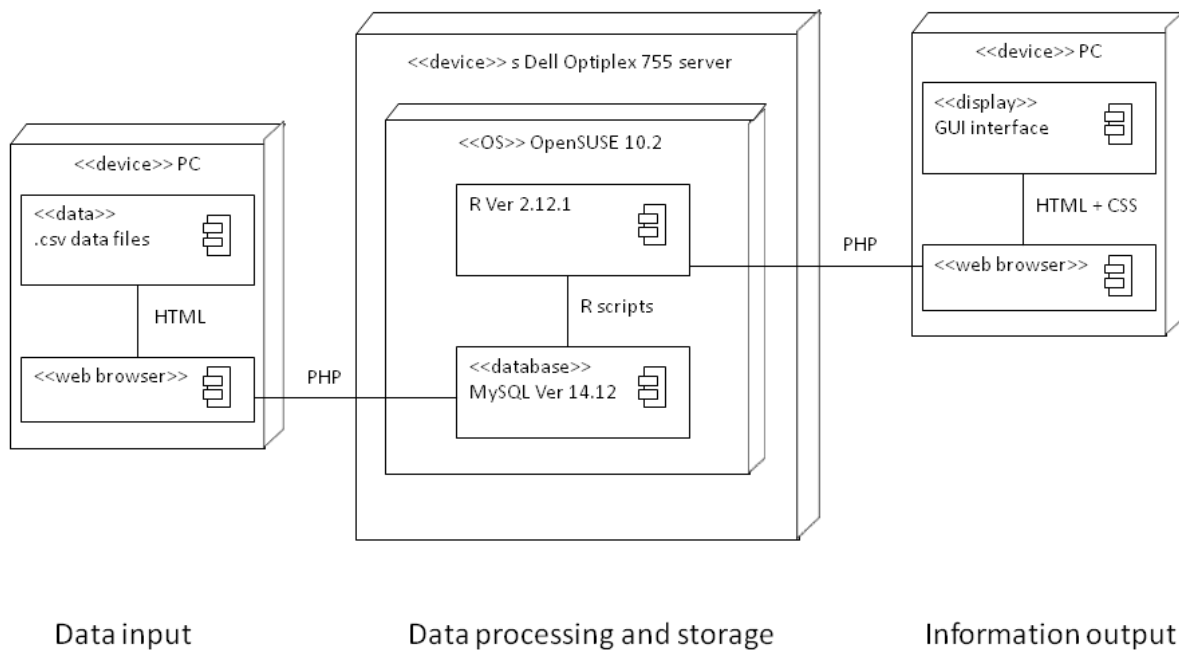 <<device>> PC
<<data>>
.csv data files
HTML
<<web browser>>
PHP
<<device>> s Dell Optiplex 755 server
<<OS>> OpenSUSE 10.2
R Ver 2.12.1
R scripts
<<database>>
MySQL Ver 14.12
PHP
<<device>> PC
<<display>>
GUI interface
HTML + CSS
<<web browser>>
Data input
Data processing and storage
Information output